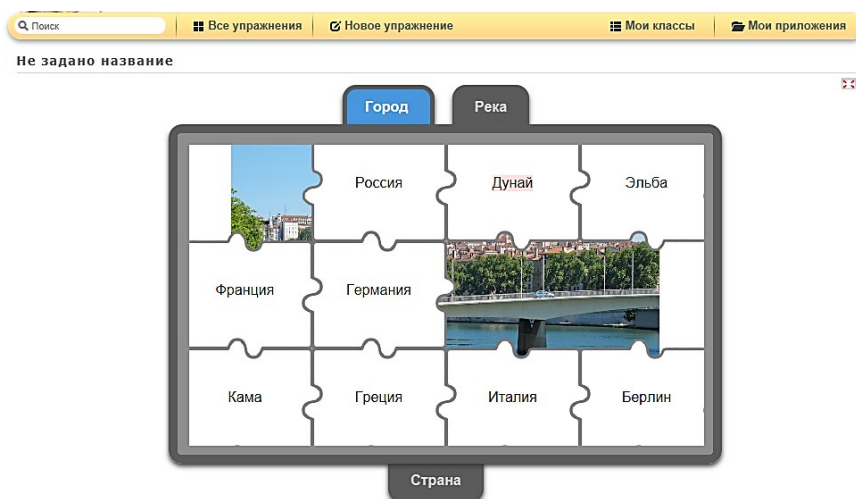 Поиск
Все упражнения
Новое упражнение
Мои классы
Мои приложения
Не задано название
Город
Река
Россия
Дунай
Эльба
Франция
Германия
Кама
Греция
Италия
Берлин
Страна